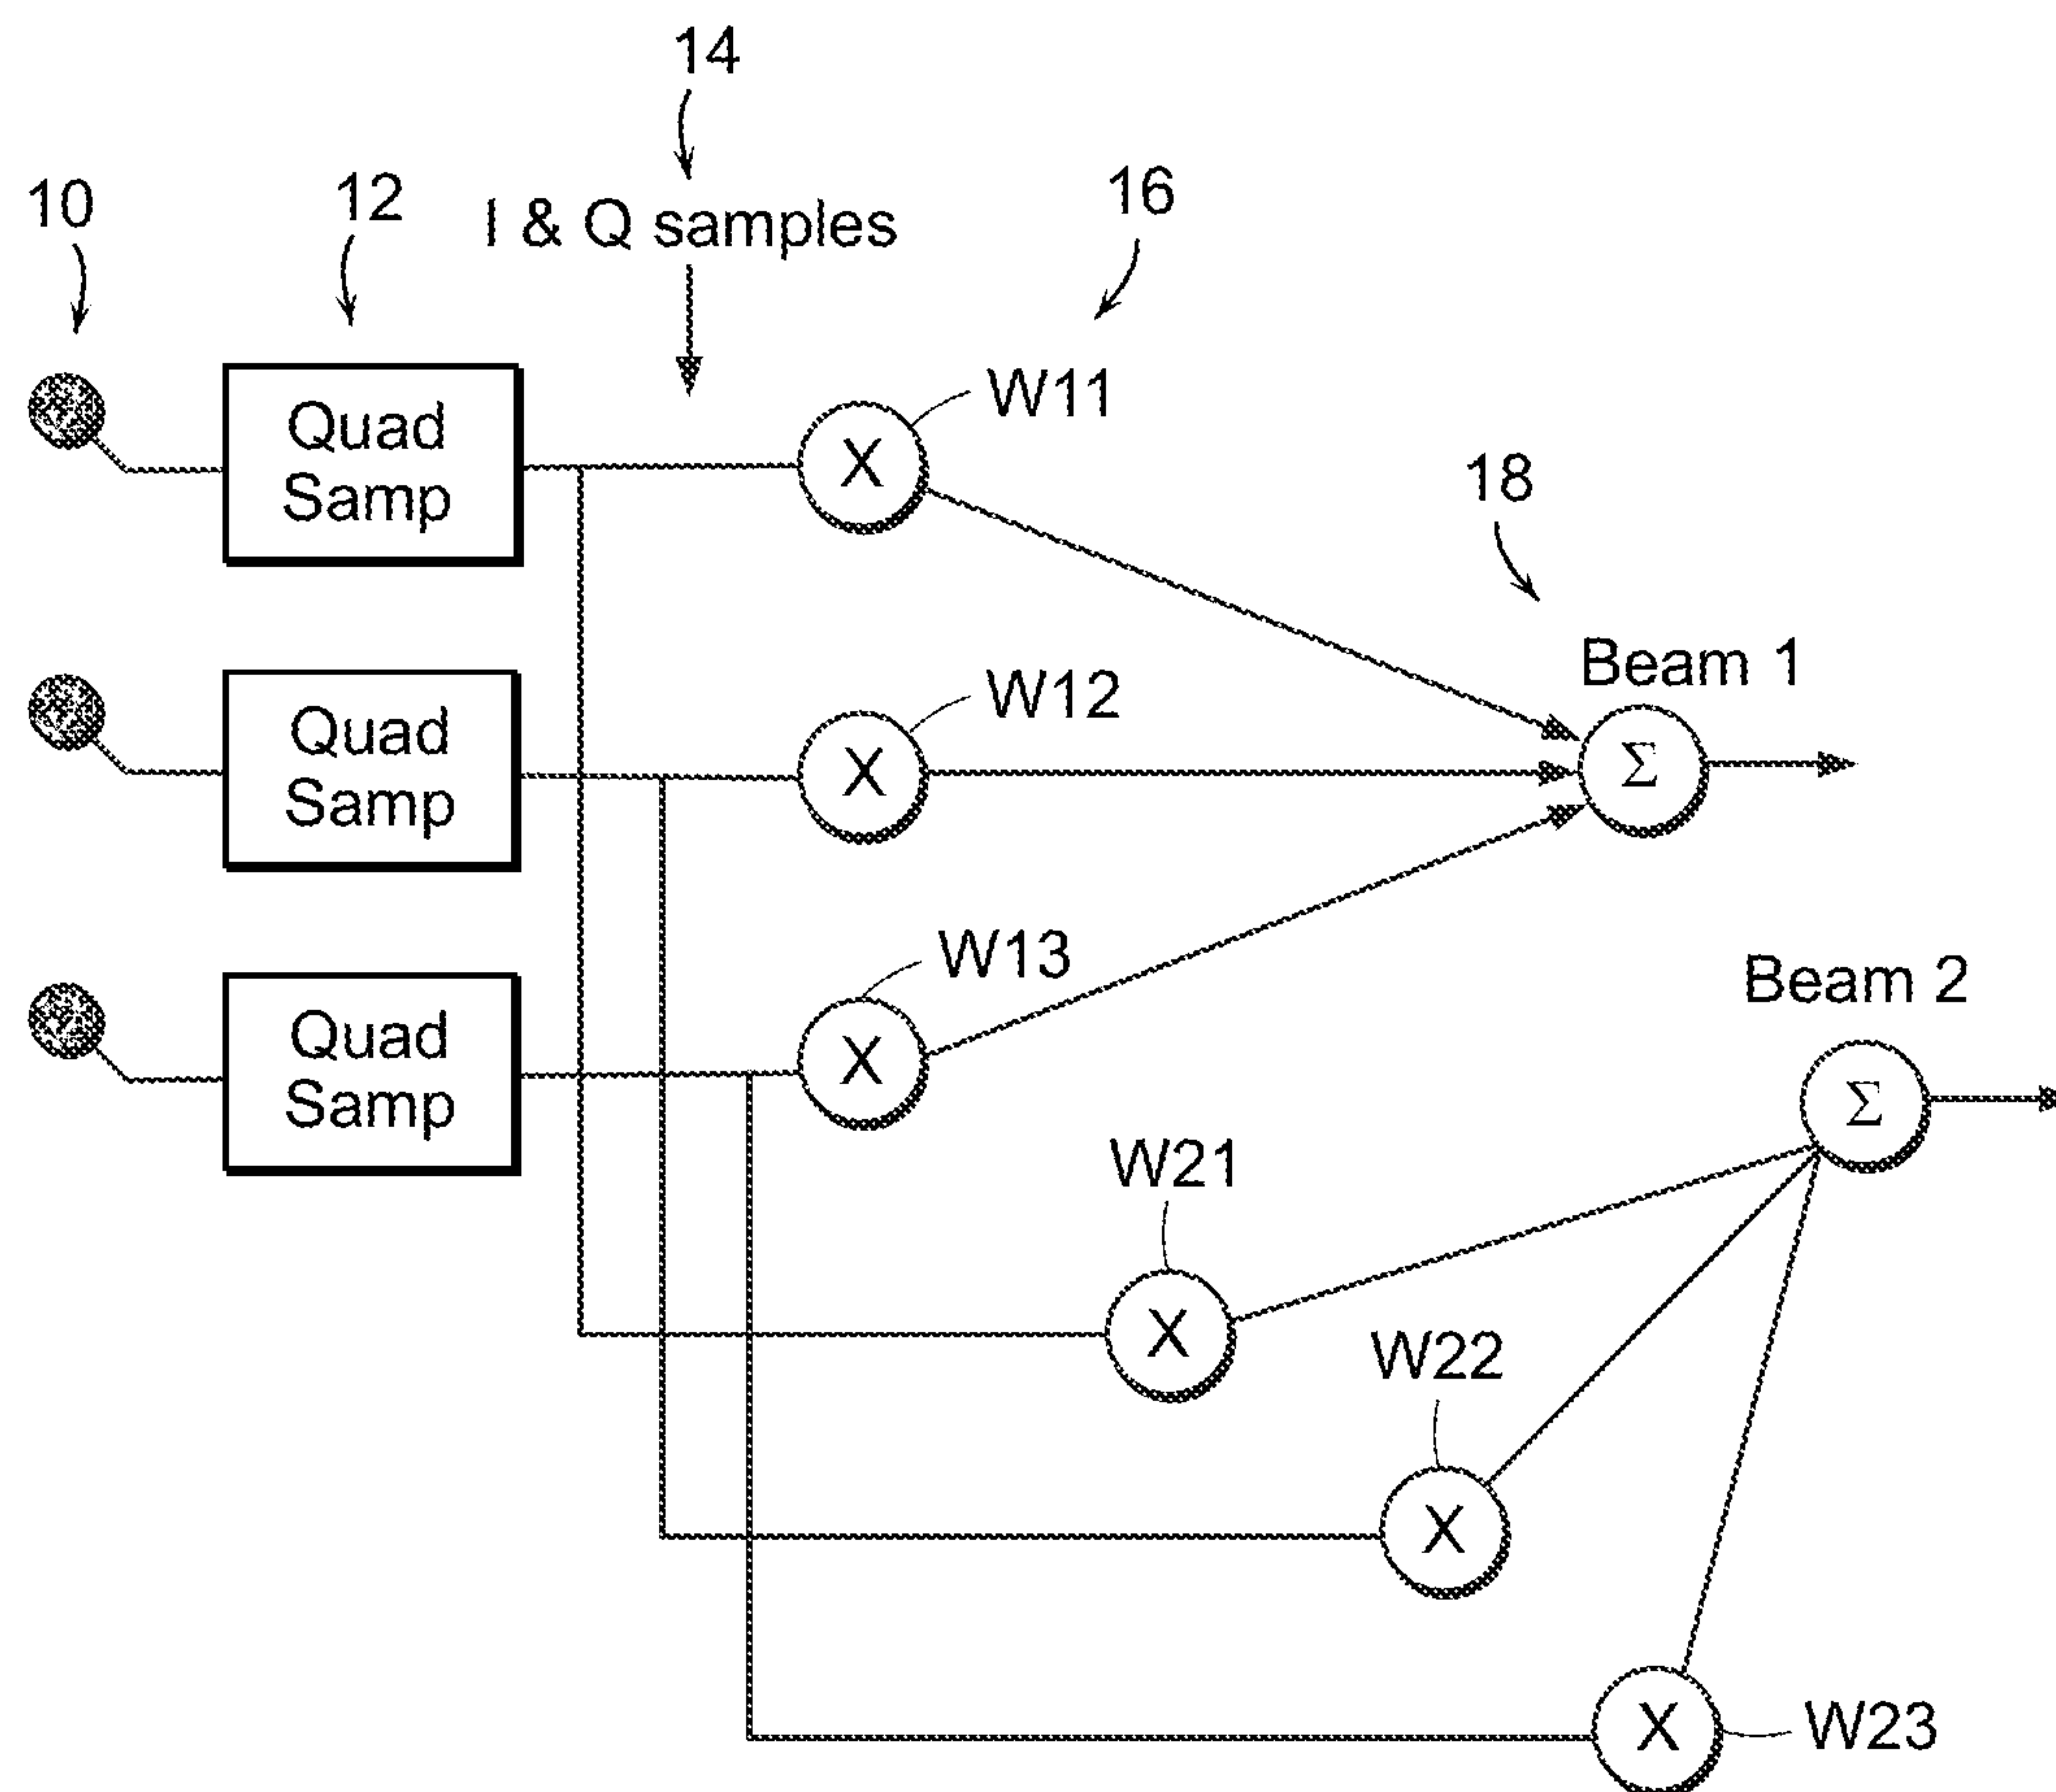 14
10
12
I & Q samples
16
Quad
Samp
X
W11
18
Quad
Samp
X
W12
Beam 1
Σ
Quad
Samp
X
W13
Beam 2
Σ
W21
X
W22
X
X
W23